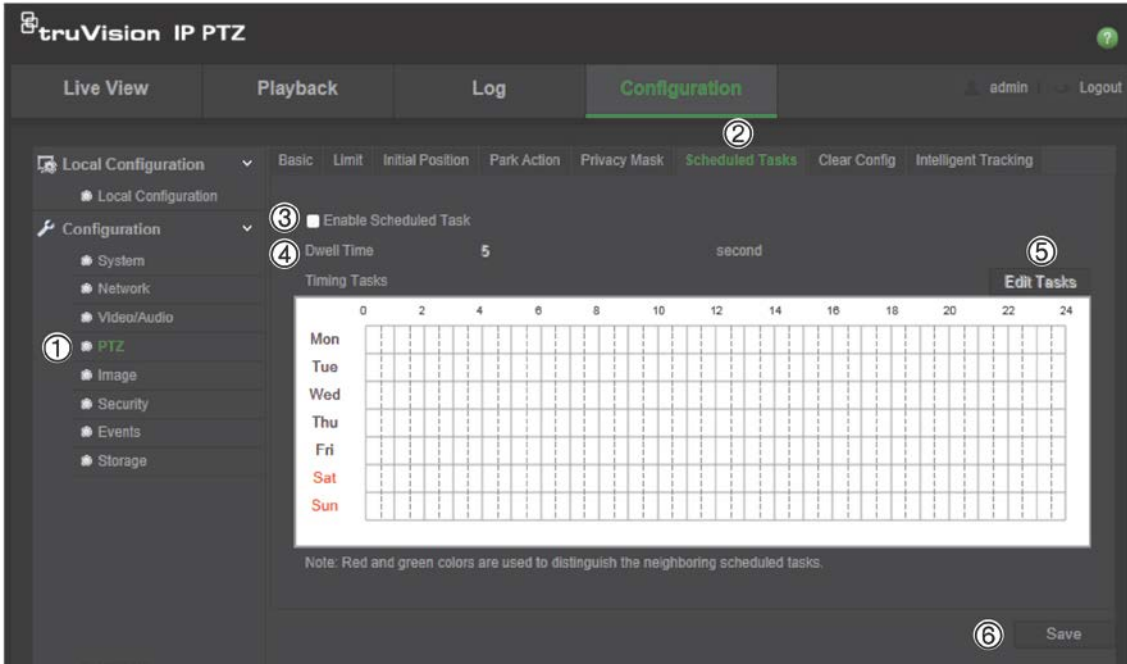 truVision IP PTZ
?
Live View Playback Log Configuration admin Logout
②
Local Configuration
Basic Limit Initial Position Park Action Privacy Mask Scheduled Tasks Clear Config Intelligent Tracking
Local Configuration
③ Enable Scheduled Task
Configuration
④ Dwell Time 5 second
⑤
System
Timing Tasks Edit Tasks
Network
Video/Audio
① PTZ
Image
Security
Events
Storage
0 2 4 6 8 10 12 14 16 18 20 22 24
Mon
Tue
Wed
Thu
Fri
Sat
Sun
Note: Red and green colors are used to distinguish the neighboring scheduled tasks.
⑥ Save